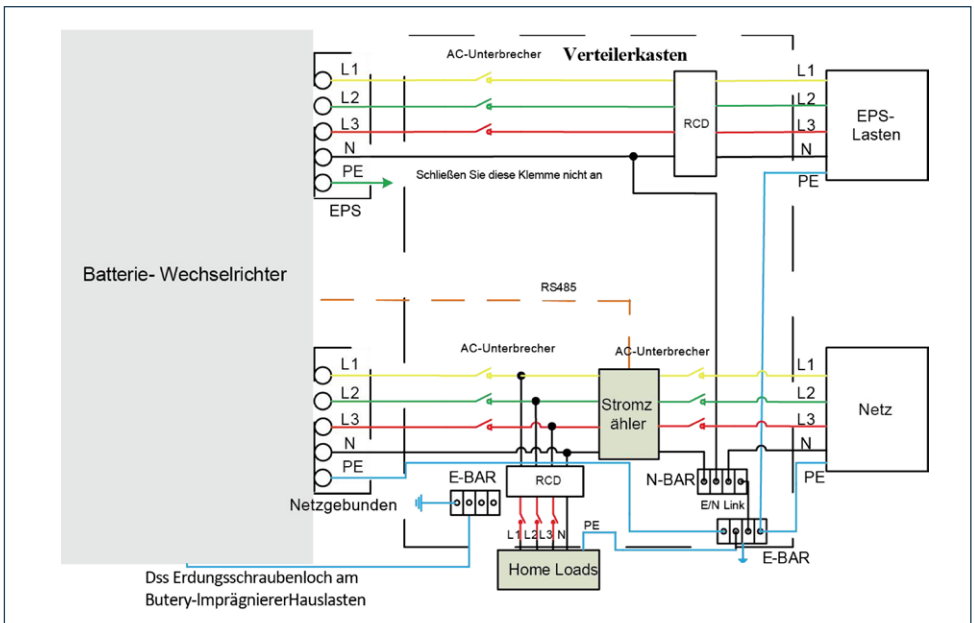 AC-Unterbrecher
Verteilerkasten
L1
L2
L3
N
PE
EPS
RCD
L1
L2
L3
N
PE
EPS-
Lasten
Schließen Sie diese Klemme nicht an
Batterie- Wechselrichter
RS485
AC-Unterbrecher
AC-Unterbrecher
L1
L2
L3
N
PE
Netzgebunden
Stromz
ähler
L1
L2
L3
N
PE
Netz
E-BAR
RCD
N-BAR
E/N Link
L1
L2
L3
N
PE
E-BAR
Home Loads
Dss Erdungsschraubenloch am
Butery-ImprägniererHauslasten